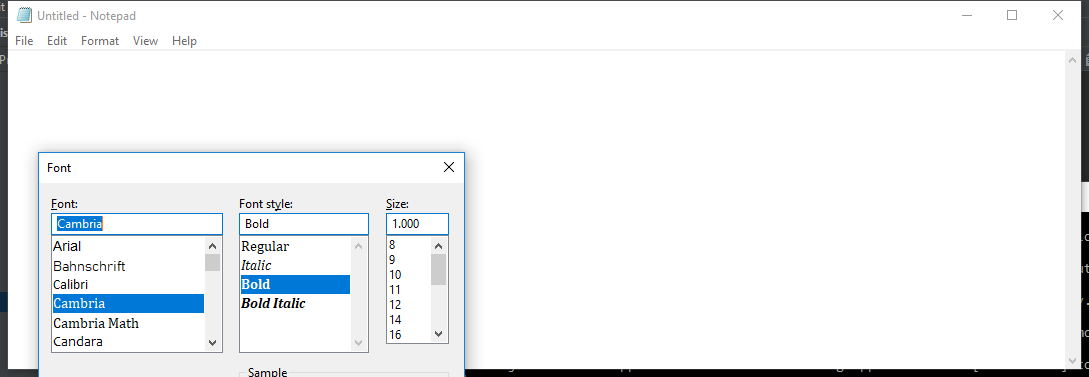 Untitled - Notepad
File Edit Format View Help
Font
Font: Font style: Size:
Cambria Bold 1.000
Arial
Bahnschrift
Calibri
Cambria
Cambria Math
Candara
Regular
Italic
Bold
Bold Italic
8
9
10
11
12
14
16
Sample